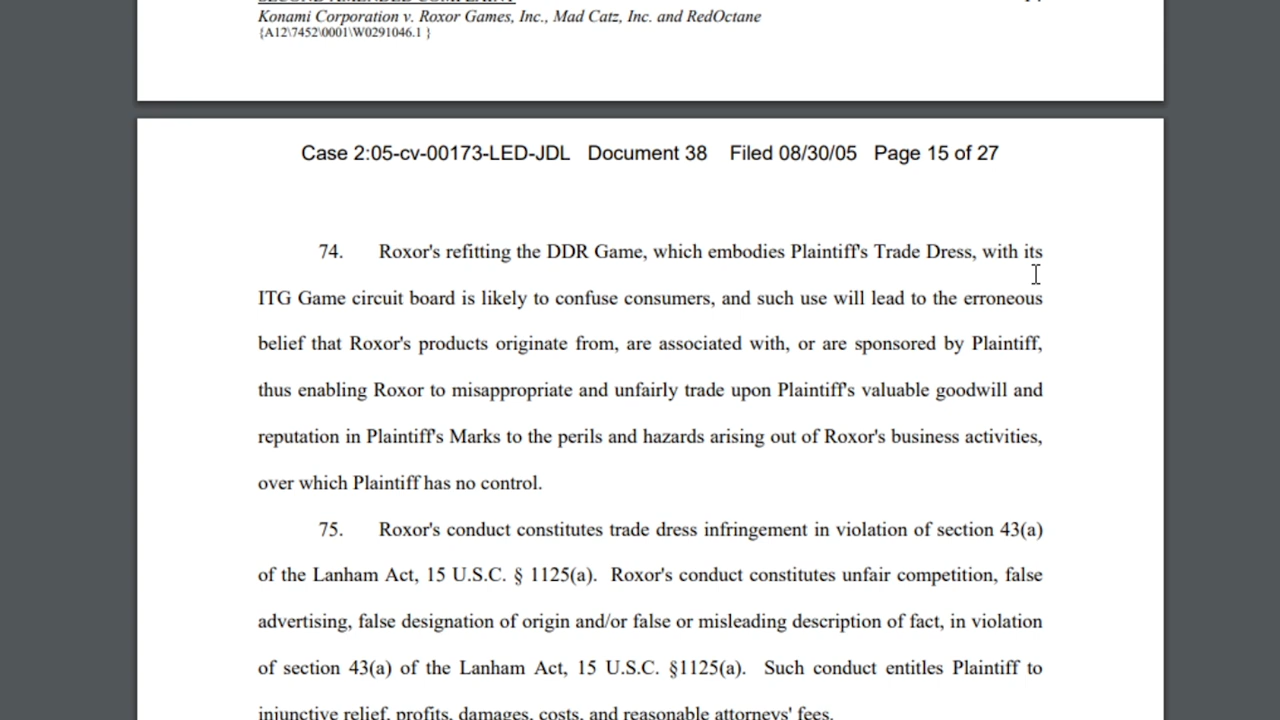 Konami Corporation v. Roxor Games, Inc., Mad Catz, Inc. and RedOctane
{A12\7452\0001\W0291046.1 }
Case 2:05-cv-00173-LED-JDL Document 38 Filed 08/30/05 Page 15 of 27
74. Roxor's refitting the DDR Game, which embodies Plaintiff's Trade Dress, with its
ITG Game circuit board is likely to confuse consumers, and such use will lead to the erroneous
belief that Roxor's products originate from, are associated with, or are sponsored by Plaintiff,
thus enabling Roxor to misappropriate and unfairly trade upon Plaintiff's valuable goodwill and
reputation in Plaintiff's Marks to the perils and hazards arising out of Roxor's business activities,
over which Plaintiff has no control.
75. Roxor's conduct constitutes trade dress infringement in violation of section 43(a)
of the Lanham Act, 15 U.S.C. § 1125(a). Roxor's conduct constitutes unfair competition, false
advertising, false designation of origin and/or false or misleading description of fact, in violation
of section 43(a) of the Lanham Act, 15 U.S.C. §1125(a). Such conduct entitles Plaintiff to
injunctive relief, profits, damages, costs, and reasonable attorneys' fees.